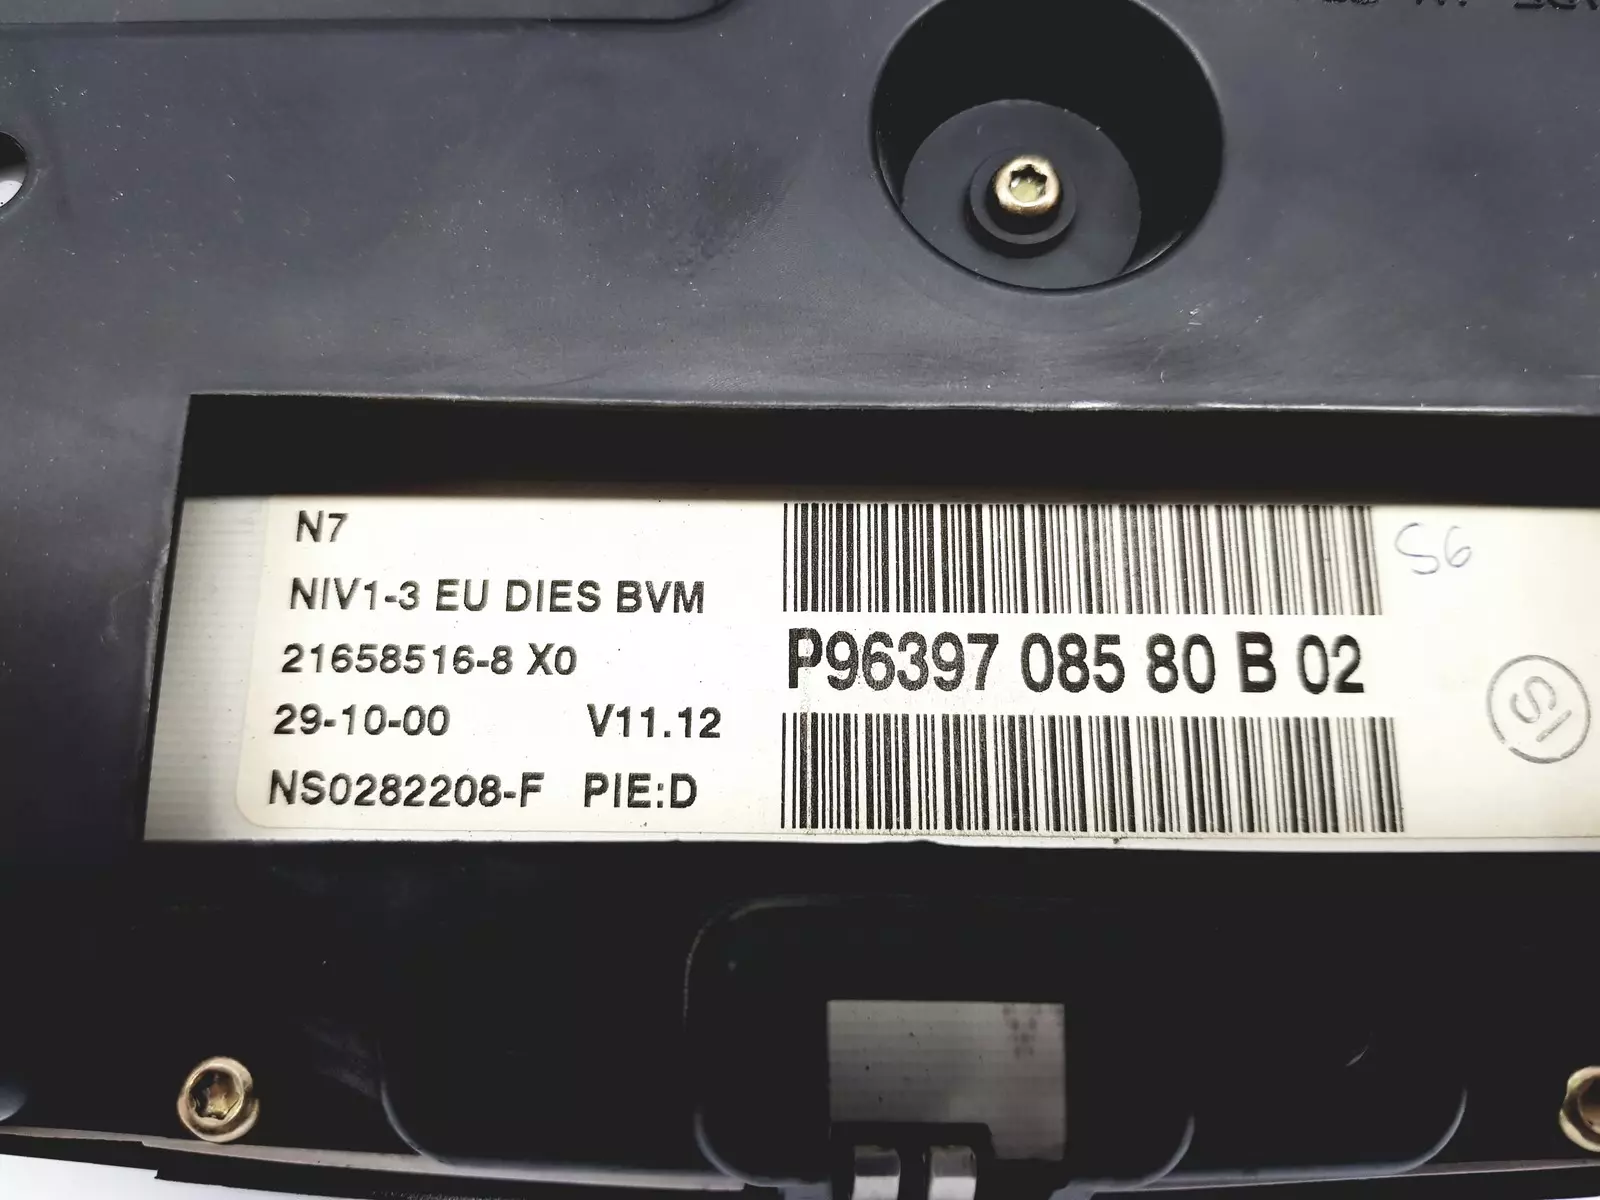 N7
NIV1-3 EU DIES BVM
21658516-8 X0
29-10-00 V11.12
NS0282208-F PIE:D
P96397 085 80 B 02
S6